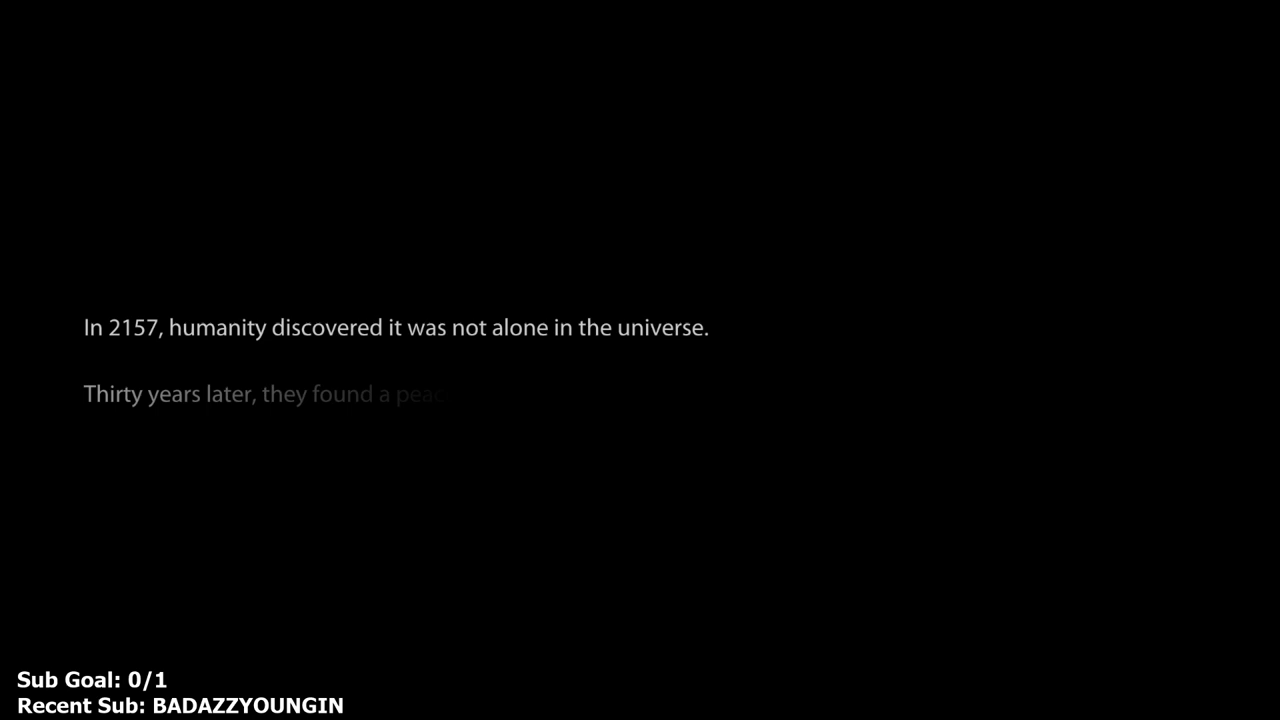 In 2157, humanity discovered it was not alone in the universe.
Thirty years later, they found a peac
Sub Goal: 0/1
Recent Sub: BADAZZYOUNGIN